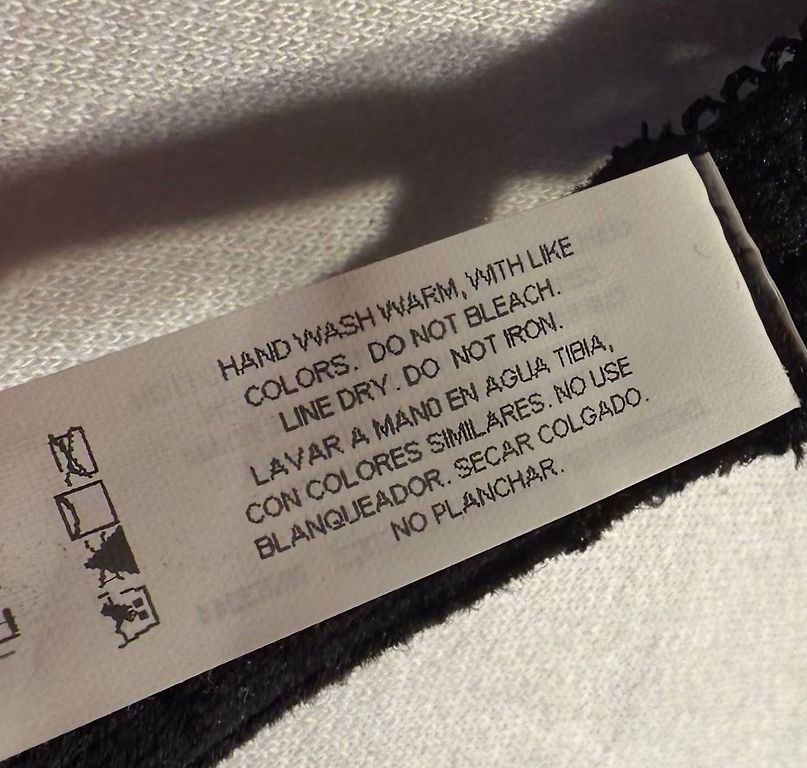 HAND WASH WARM, WITH LIKE
COLORS. DO NOT BLEACH.
LINE DRY. DO NOT IRON.
LAVAR A MANO EN AGUA TIBIA,
CON COLORES SIMILARES. NO USE
BLANQUEADOR. SECAR COLGADO.
NO PLANCHAR.